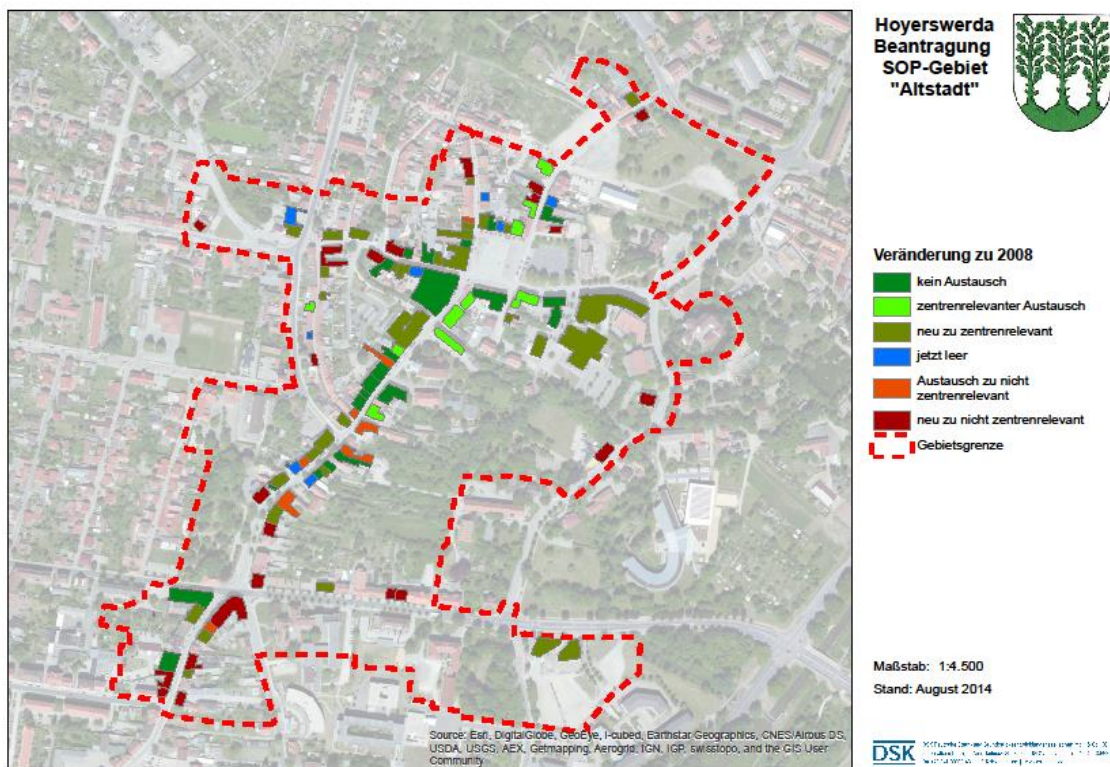 Hoyerswerda
Beantragung
SOP-Gebiet
"Altstadt"
Veränderung zu 2008
kein Austausch
zentrenrelevanter Austausch
neu zu zentrenrelevant
jetzt leer
Austausch zu nicht
zentrenrelevant
neu zu nicht zentrenrelevant
Gebietsgrenze
Maßstab: 1:4.500
Stand: August 2014
Source: Esri, DigitalGlobe, GeoEye, i-cubed, Earthstar Geographics, CNES/Airbus DS,
USDA, USGS, AEX, Getmapping, Aerogrid, IGN, IGP, swisstopo, and the GIS User
Community
DSK